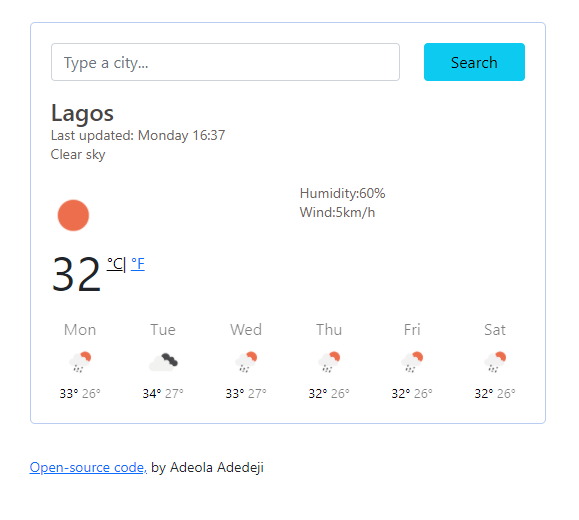 Type a city...
Search
Lagos
Last updated: Monday 16:37
Clear sky
Humidity:60%
Wind:5km/h
32 °C| °F
Mon Tue Wed Thu Fri Sat
33° 26° 34° 27° 33° 27° 32° 26° 32° 26° 32° 26°
Open-source code, by Adeola Adedeji